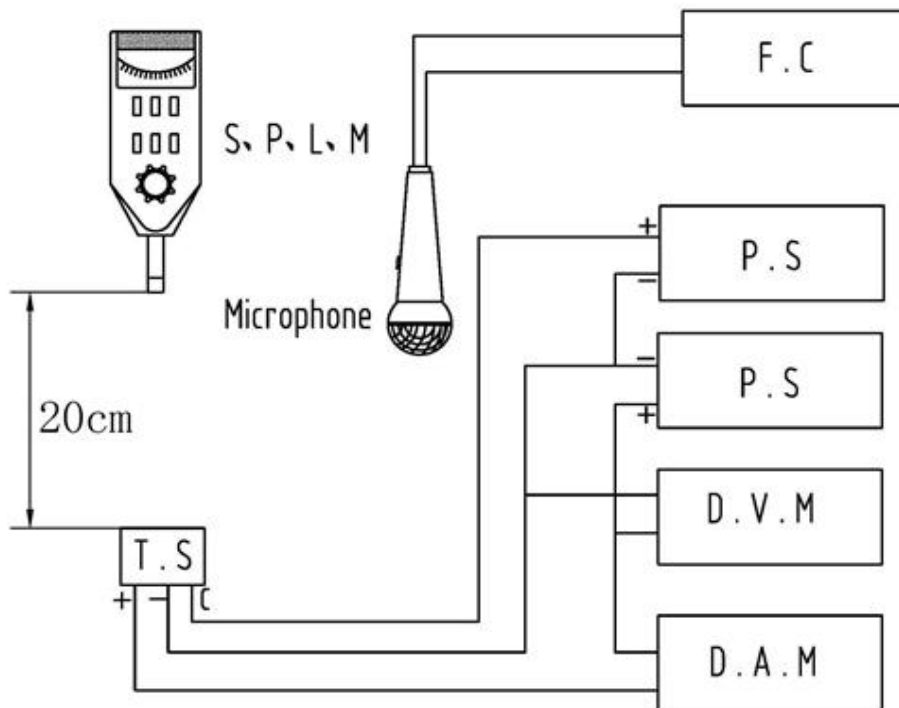 F.C
S、P、L、M
+
P.S
−
Microphone
−
P.S
+
20cm
D.V.M
T.S
+ − C
D.A.M